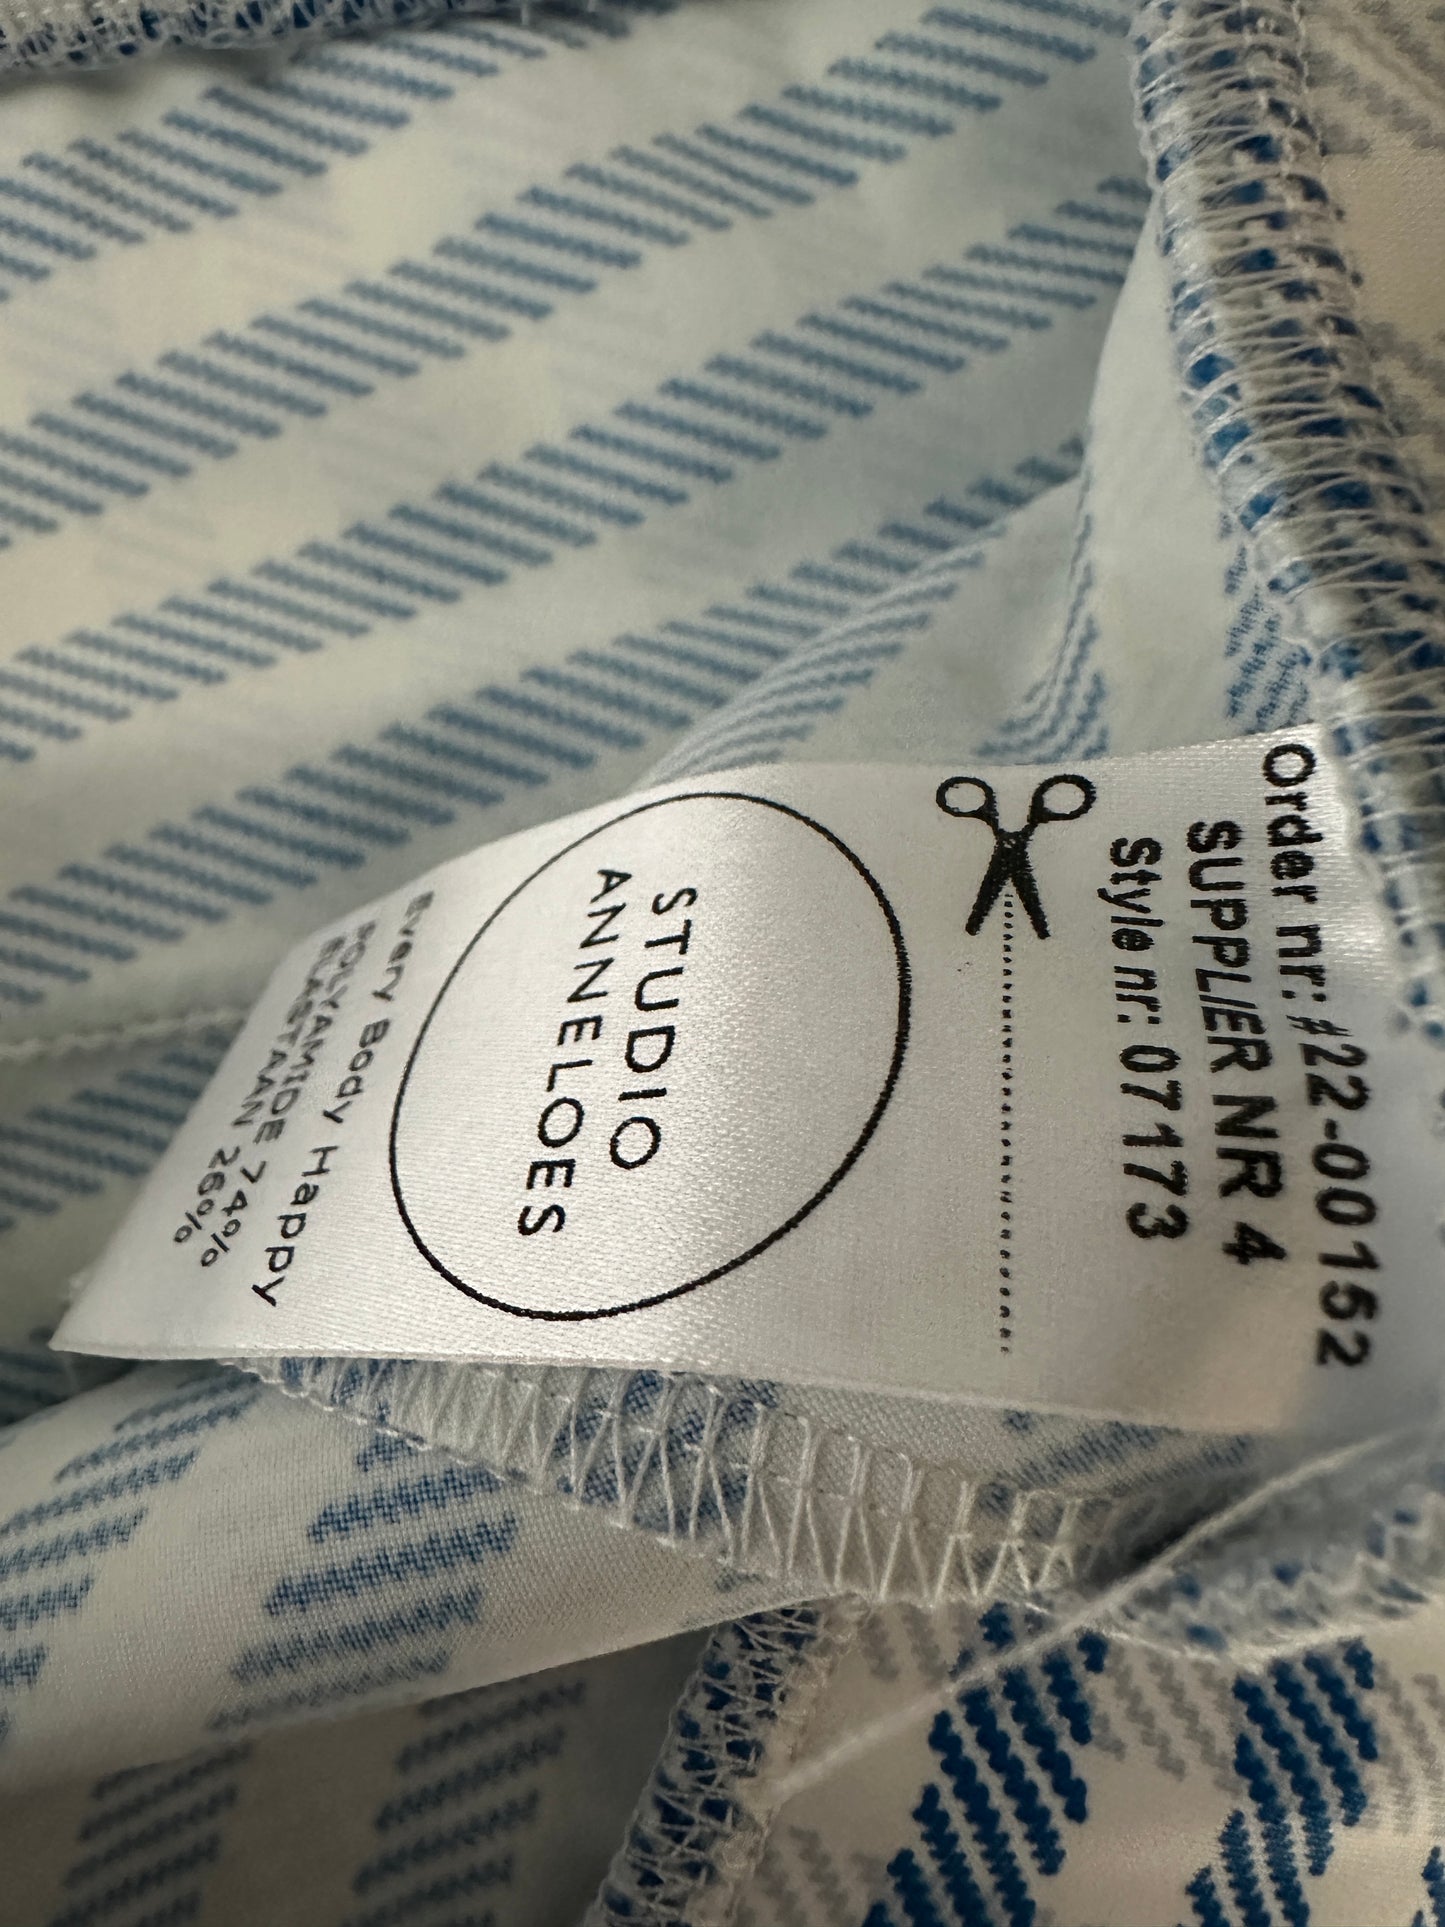 Order nr: #22-00152
SUPPLIER NR 4
Style nr: 07173
STUDIO
ANNELOES
Every Body Happy
POLYAMIDE 74%
ELASTAAN 26%